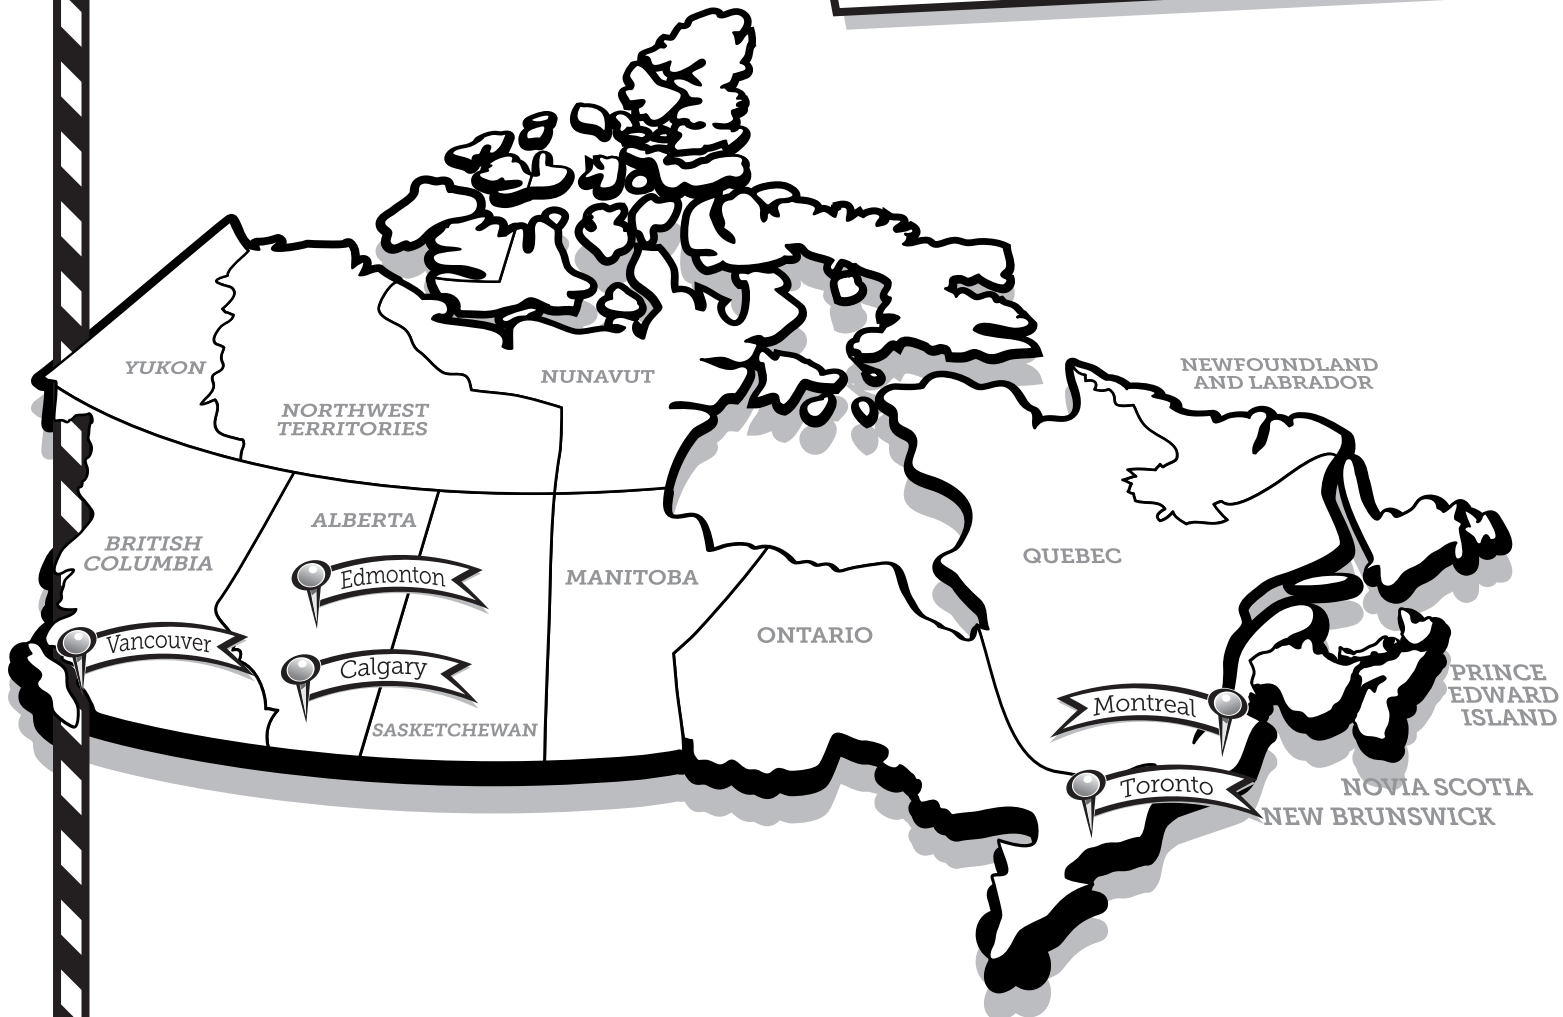 YUKON
NORTHWEST
TERRITORIES
NUNAVUT
NEWFOUNDLAND
AND LABRADOR
BRITISH
COLUMBIA
ALBERTA
Edmonton
MANITOBA
QUEBEC
ONTARIO
Vancouver
Calgary
SASKETCHEWAN
Montreal
PRINCE
EDWARD
ISLAND
Toronto
NOVIA SCOTIA
NEW BRUNSWICK